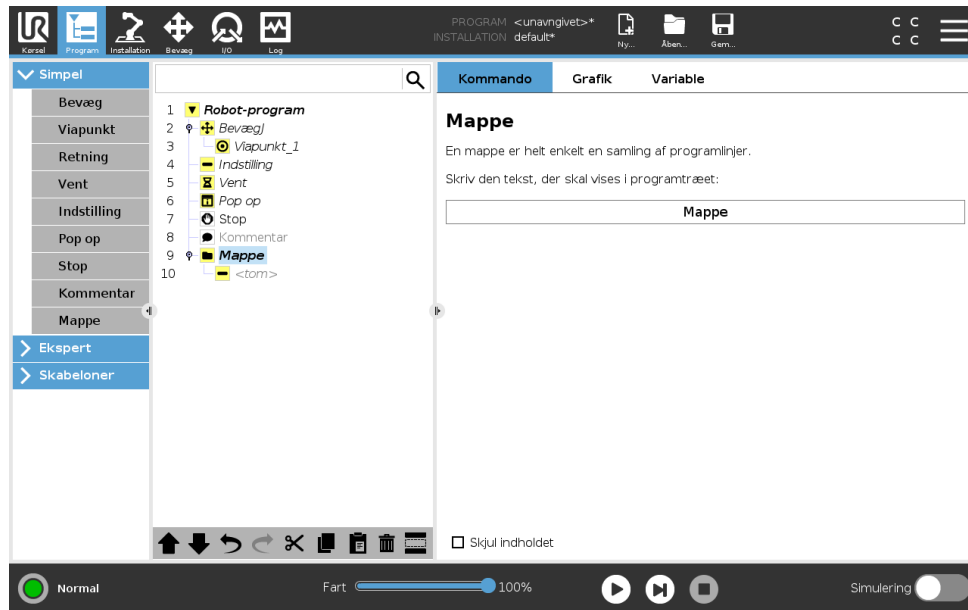 PROGRAM <unavngivet>*
INSTALLATION default*
Kørsel
Program
Installation
Bevæg
I/O
Log
Ny...
Åben...
Gem...
C C
C C
Simpel
Bevæg
Viapunkt
Retning
Vent
Indstilling
Pop op
Stop
Kommentar
Mappe
Ekspert
Skabeloner
1 Robot-program
2 BevægJ
3 Viapunkt_1
4 Indstilling
5 Vent
6 Pop op
7 Stop
8 Kommentar
9 Mappe
10 <tom>
Kommando
Grafik
Variable
Mappe
En mappe er helt enkelt en samling af programlinjer.
Skriv den tekst, der skal vises i programtræet:
Mappe
Skjul indholdet
Normal
Fart
100%
Simulering